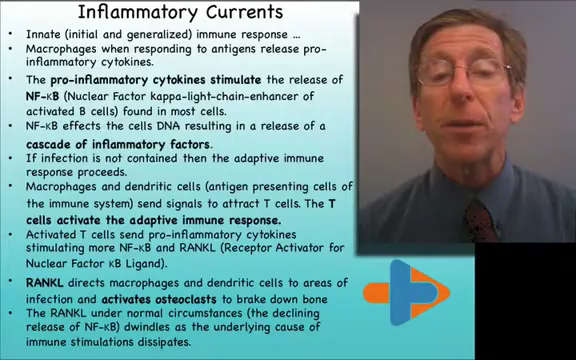 Inflammatory Currents
• Innate (initial and generalized) immune response ...
• Macrophages when responding to antigens release pro-
inflammatory cytokines.
• The pro-inflammatory cytokines stimulate the release of
NF-κB (Nuclear Factor kappa-light-chain-enhancer of
activated B cells) found in most cells.
• NF-κB effects the cells DNA resulting in a release of a
cascade of inflammatory factors.
• If infection is not contained then the adaptive immune
response proceeds.
• Macrophages and dendritic cells (antigen presenting cells of
the immune system) send signals to attract T cells. The T
cells activate the adaptive immune response.
• Activated T cells send pro-inflammatory cytokines
stimulating more NF-κB and RANKL (Receptor Activator for
Nuclear Factor κB Ligand).
• RANKL directs macrophages and dendritic cells to areas of
infection and activates osteoclasts to brake down bone
• The RANKL under normal circumstances (the declining
release of NF-κB) dwindles as the underlying cause of
immune stimulations dissipates.